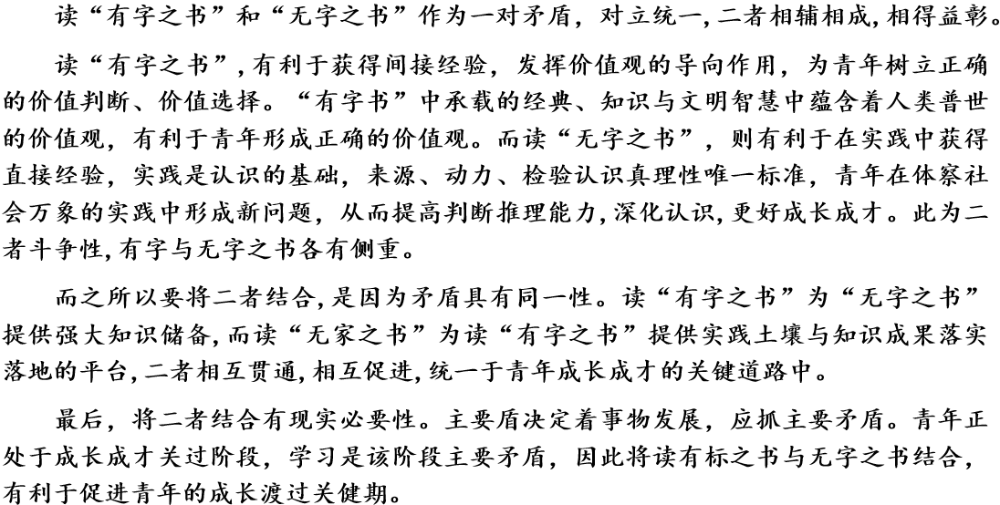 读“有字之书”和“无字之书”作为一对矛盾，对立统一,二者相辅相成,相得益彰。
读“有字之书”,有利于获得间接经验，发挥价值观的导向作用，为青年树立正确
的价值判断、价值选择。“有字书”中承载的经典、知识与文明智慧中蕴含着人类普世
的价值观，有利于青年形成正确的价值观。而读“无字之书”，则有利于在实践中获得
直接经验，实践是认识的基础，来源、动力、检验认识真理性唯一标准，青年在体察社
会万象的实践中形成新问题，从而提高判断推理能力,深化认识,更好成长成才。此为二
者斗争性,有字与无字之书各有侧重。
而之所以要将二者结合,是因为矛盾具有同一性。读“有字之书”为“无字之书”
提供强大知识储备,而读“无家之书”为读“有字之书”提供实践土壤与知识成果落实
落地的平台,二者相互贯通,相互促进,统一于青年成长成才的关键道路中。
最后，将二者结合有现实必要性。主要盾决定着事物发展，应抓主要矛盾。青年正
处于成长成才关过阶段，学习是该阶段主要矛盾，因此将读有标之书与无字之书结合，
有利于促进青年的成长渡过关健期。